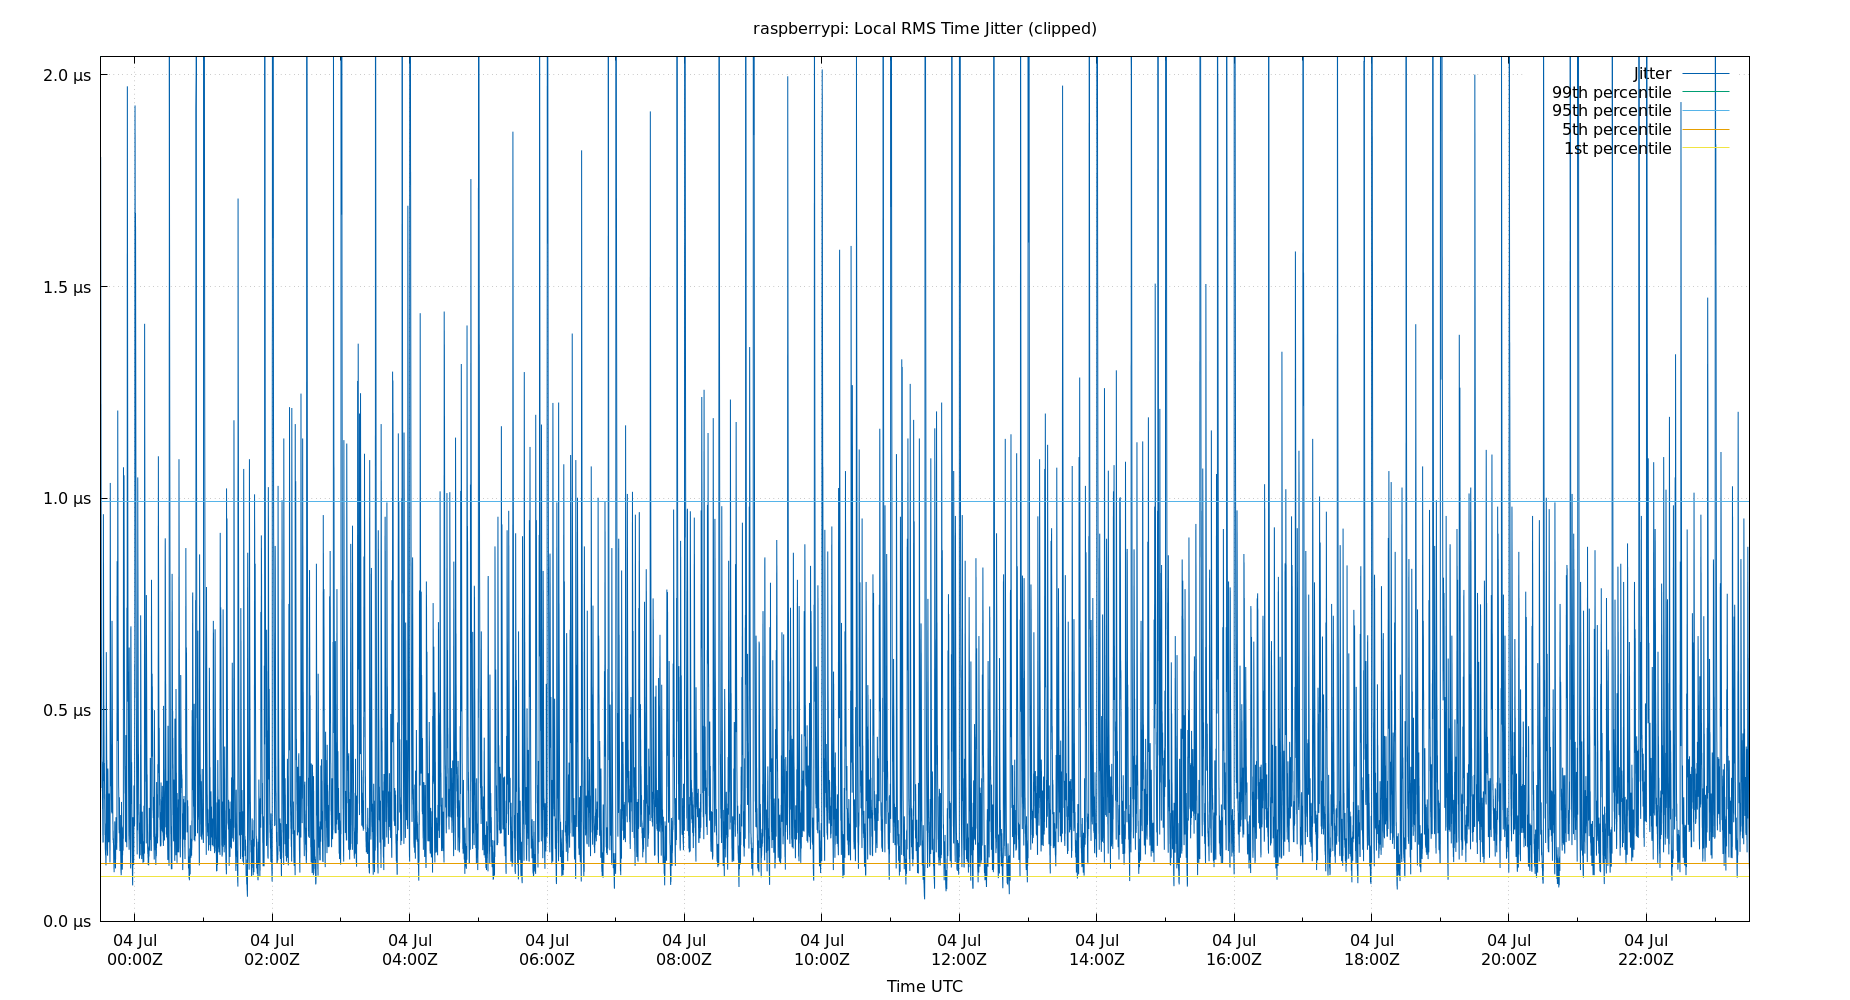 raspberrypi: Local RMS Time Jitter (clipped)
2.0 μs
1.5 μs
1.0 μs
0.5 μs
0.0 μs
Jitter
99th percentile
95th percentile
5th percentile
1st percentile
04 Jul 04 Jul 04 Jul 04 Jul 04 Jul 04 Jul 04 Jul 04 Jul 04 Jul 04 Jul 04 Jul 04 Jul
00:00Z 02:00Z 04:00Z 06:00Z 08:00Z 10:00Z 12:00Z 14:00Z 16:00Z 18:00Z 20:00Z 22:00Z
Time UTC